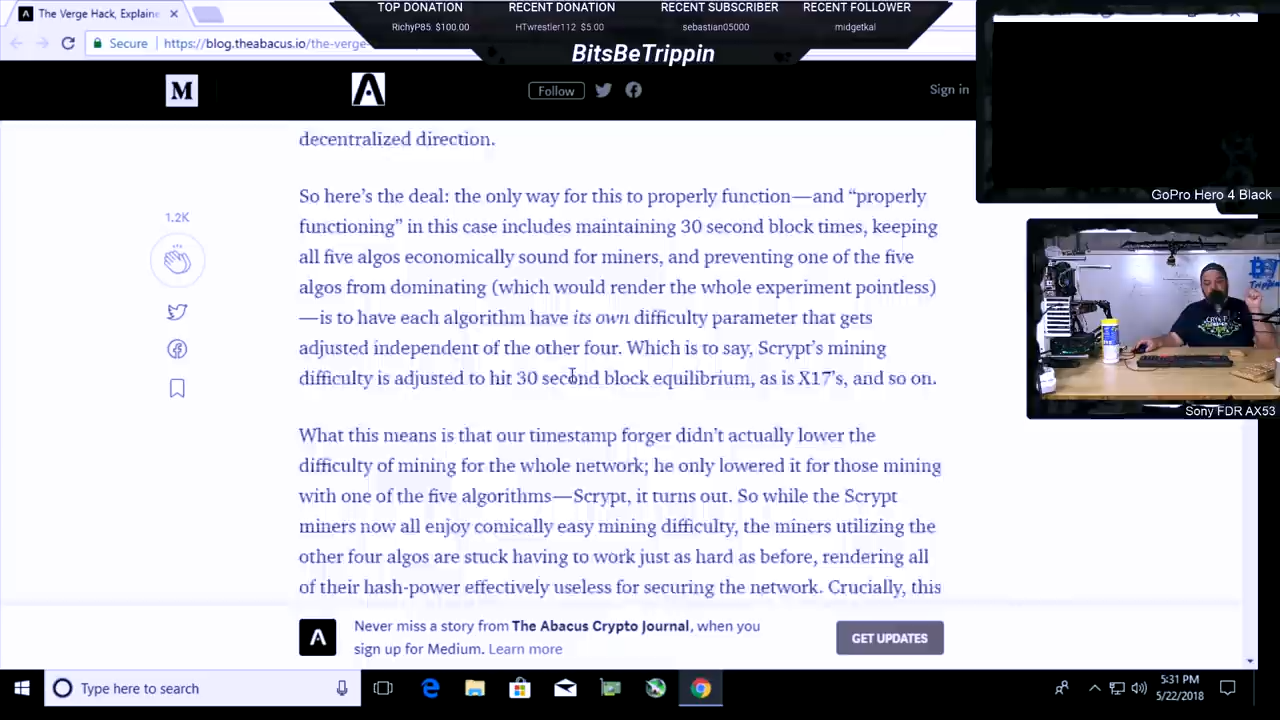 The Verge Hack, Explaine
TOP DONATION
RichyP85 $100.00
RECENT DONATION
HTwrestler112 $5.00
RECENT SUBSCRIBER
sebastian05000
RECENT FOLLOWER
midgetkal
BitsBeTrippin
Secure
https://blog.theabacus.io/the-verge
M
A
Follow
Sign in
GoPro Hero 4 Black
Sony FDR AX53
1.2K
decentralized direction.
So here’s the deal: the only way for this to properly function—and “properly
functioning” in this case includes maintaining 30 second block times, keeping
all five algos economically sound for miners, and preventing one of the five
algos from dominating (which would render the whole experiment pointless)
—is to have each algorithm have its own difficulty parameter that gets
adjusted independent of the other four. Which is to say, Scrypt’s mining
difficulty is adjusted to hit 30 second block equilibrium, as is X17’s, and so on.
What this means is that our timestamp forger didn’t actually lower the
difficulty of mining for the whole network; he only lowered it for those mining
with one of the five algorithms—Scrypt, it turns out. So while the Scrypt
miners now all enjoy comically easy mining difficulty, the miners utilizing the
other four algos are stuck having to work just as hard as before, rendering all
of their hash-power effectively useless for securing the network. Crucially, this
A
Never miss a story from The Abacus Crypto Journal, when you
sign up for Medium. Learn more
GET UPDATES
Type here to search
5:31 PM
5/22/2018